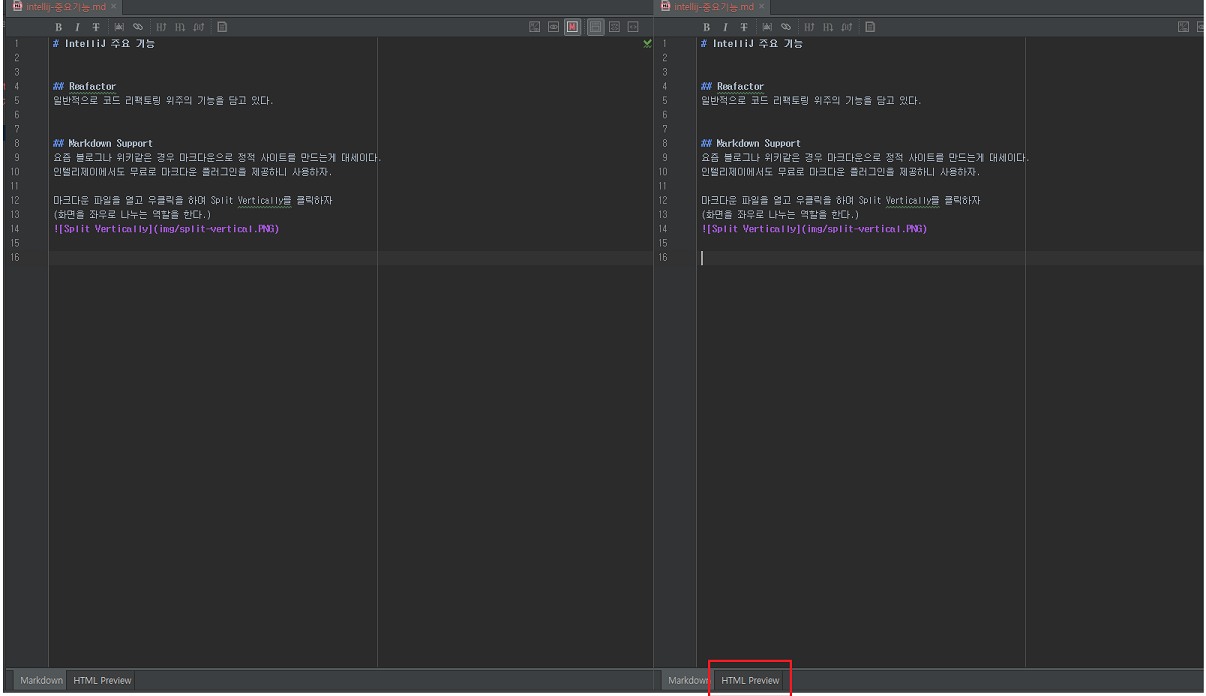 intellij-중요기능.md
B I T
1 # IntelliJ 주요 기능
2
3
4 ## Reafactor
5 일반적으로 코드 리팩토링 위주의 기능을 담고 있다.
6
7
8 ## Markdown Support
9 요즘 블로그나 위키같은 경우 마크다운으로 정적 사이트를 만드는게 대세이다.
10 인텔리제이에서도 무료로 마크다운 플러그인을 제공하니 사용하자.
11
12 마크다운 파일을 열고 우클릭을 하여 Split Vertically를 클릭하자
13 (화면을 좌우로 나누는 역할을 한다.)
14 ![Split Vertically](img/split-vertical.PNG)
15
16
Markdown HTML Preview
intellij-중요기능.md
B I T
1 # IntelliJ 주요 기능
2
3
4 ## Reafactor
5 일반적으로 코드 리팩토링 위주의 기능을 담고 있다.
6
7
8 ## Markdown Support
9 요즘 블로그나 위키같은 경우 마크다운으로 정적 사이트를 만드는게 대세이다.
10 인텔리제이에서도 무료로 마크다운 플러그인을 제공하니 사용하자.
11
12 마크다운 파일을 열고 우클릭을 하여 Split Vertically를 클릭하자
13 (화면을 좌우로 나누는 역할을 한다.)
14 ![Split Vertically](img/split-vertical.PNG)
15
16
Markdown HTML Preview